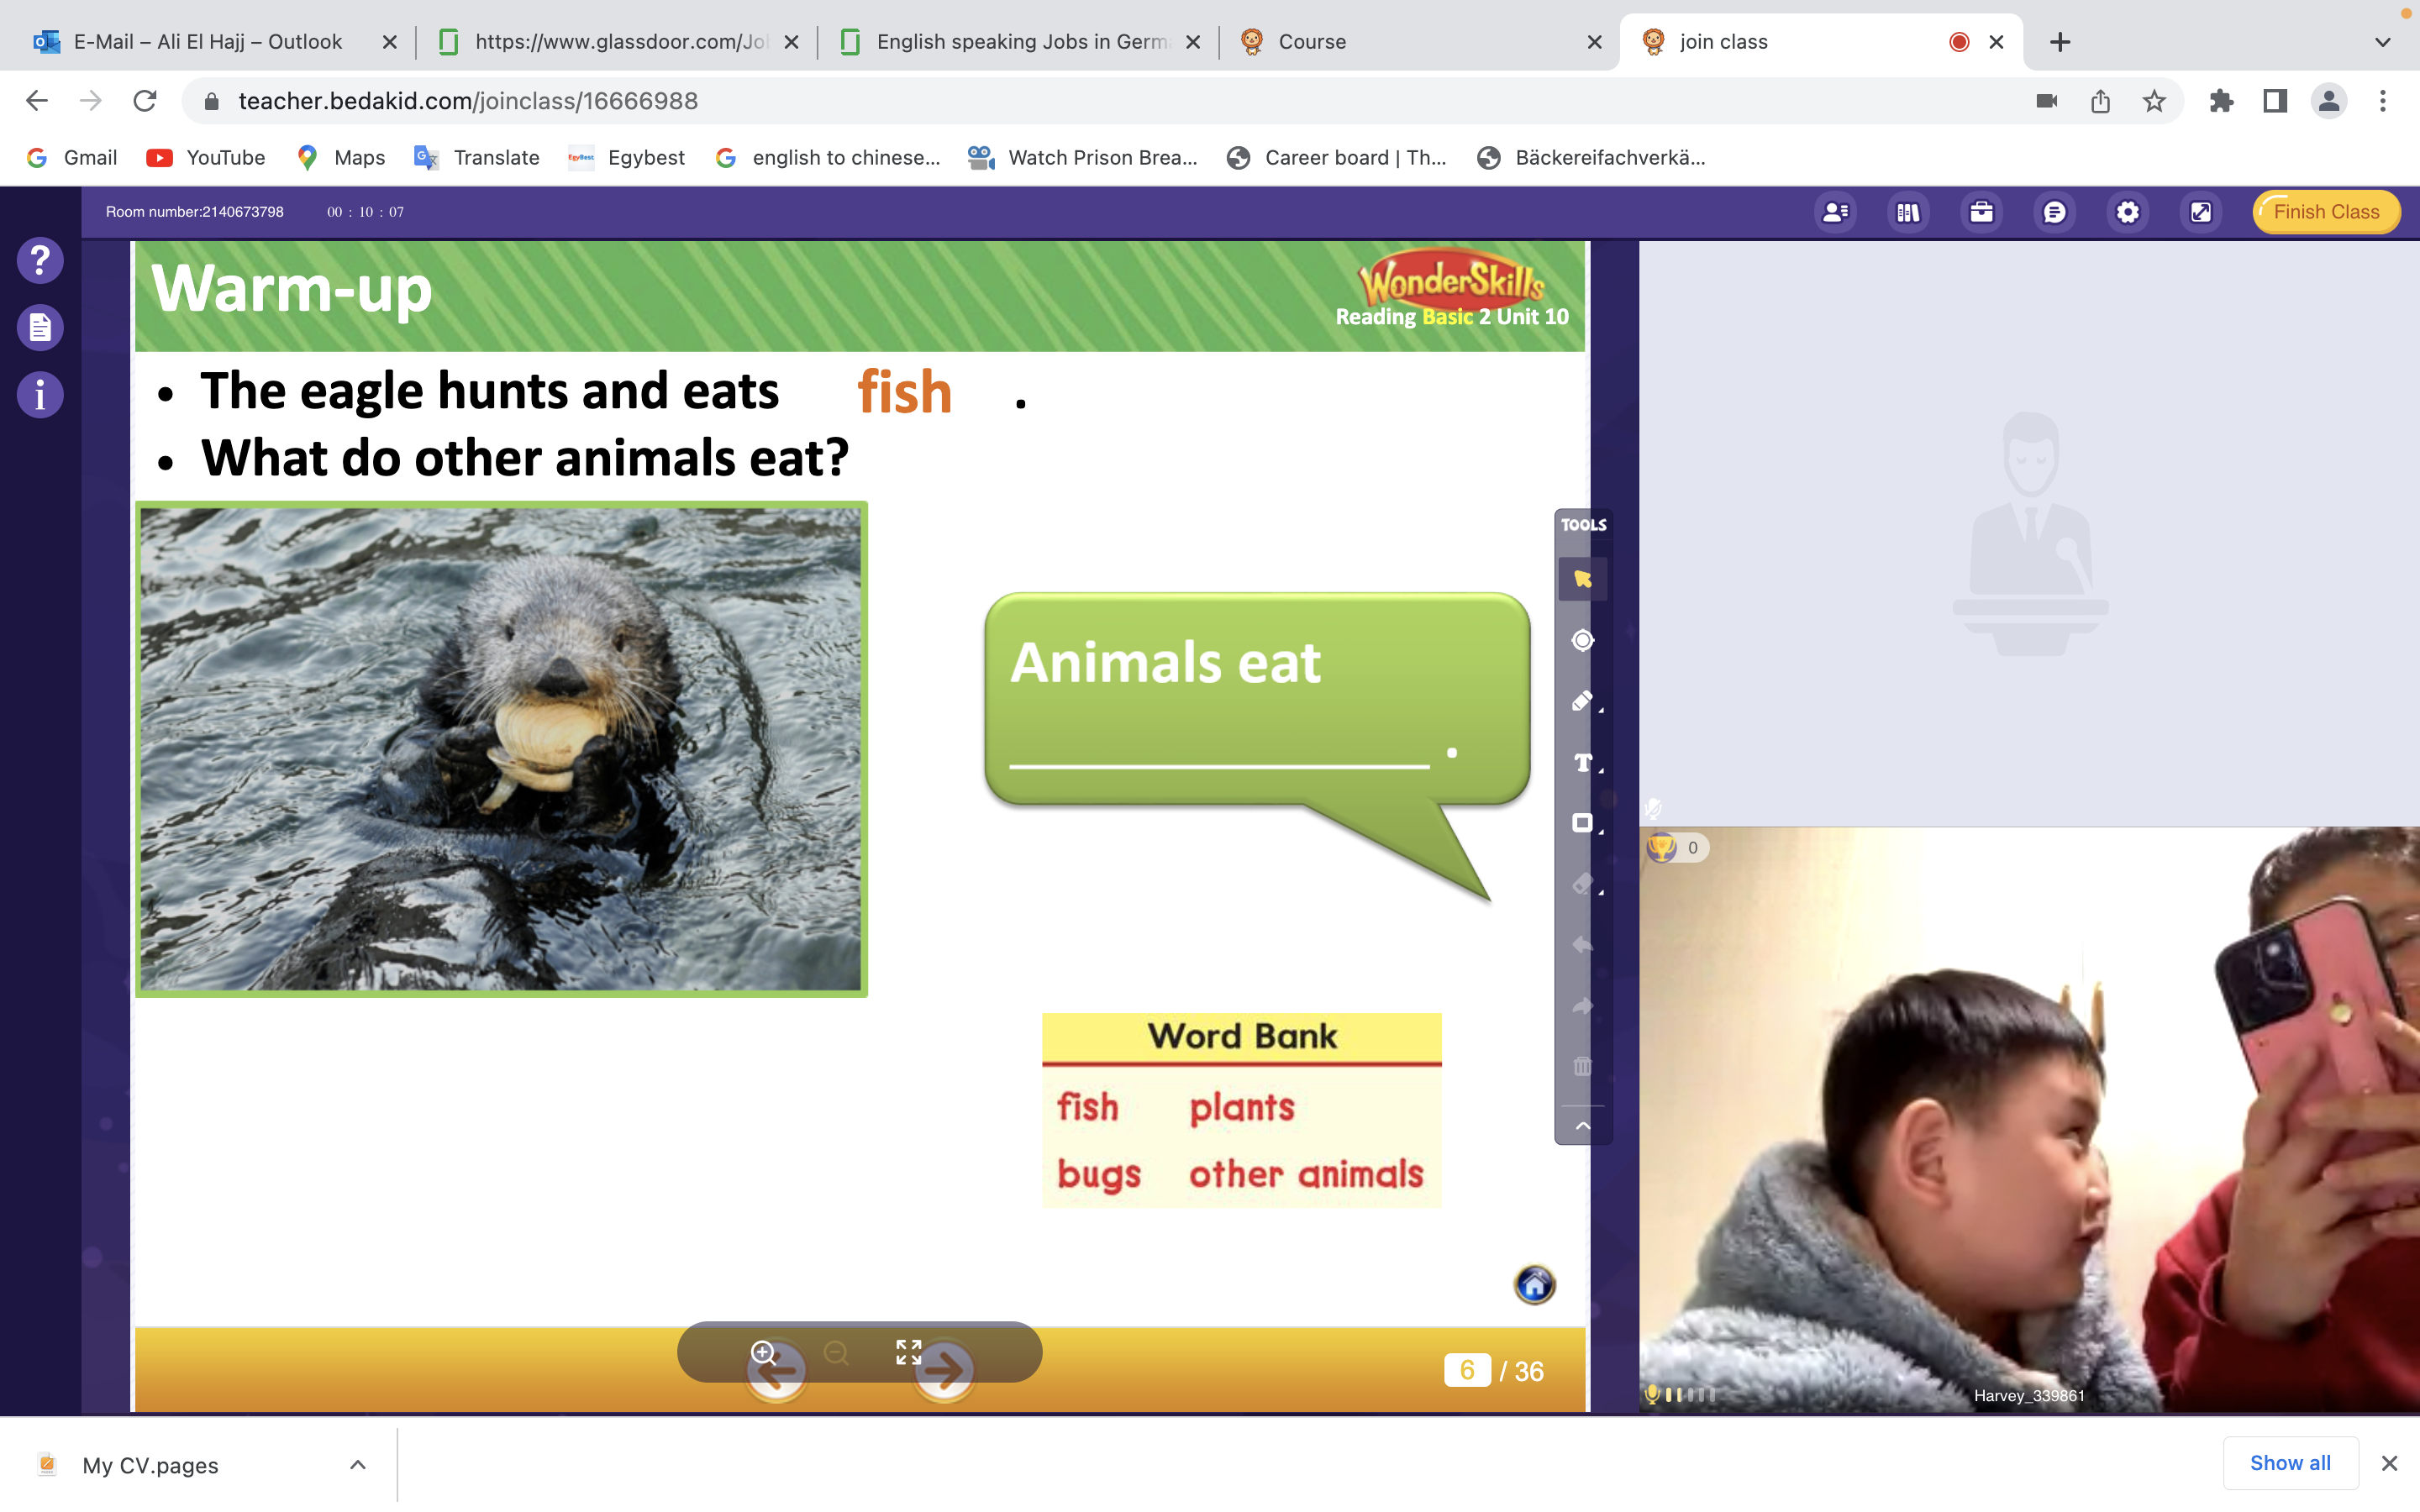 E-Mail – Ali El Hajj – Outlook
https://www.glassdoor.com/Jo
English speaking Jobs in Germ
Course
join class
teacher.bedakid.com/joinclass/16666988
Gmail
YouTube
Maps
Translate
EgyBest
Egybest
english to chinese...
Watch Prison Brea...
Career board | Th...
Bäckereifachverkä...
Room number:2140673798
00 : 10 : 07
Finish Class
Warm-up
WonderSkills
Reading Basic 2 Unit 10
• The eagle hunts and eats fish .
• What do other animals eat?
TOOLS
Animals eat
____________ .
Word Bank
fish plants
bugs other animals
0
Harvey_339861
6 / 36
My CV.pages
Show all